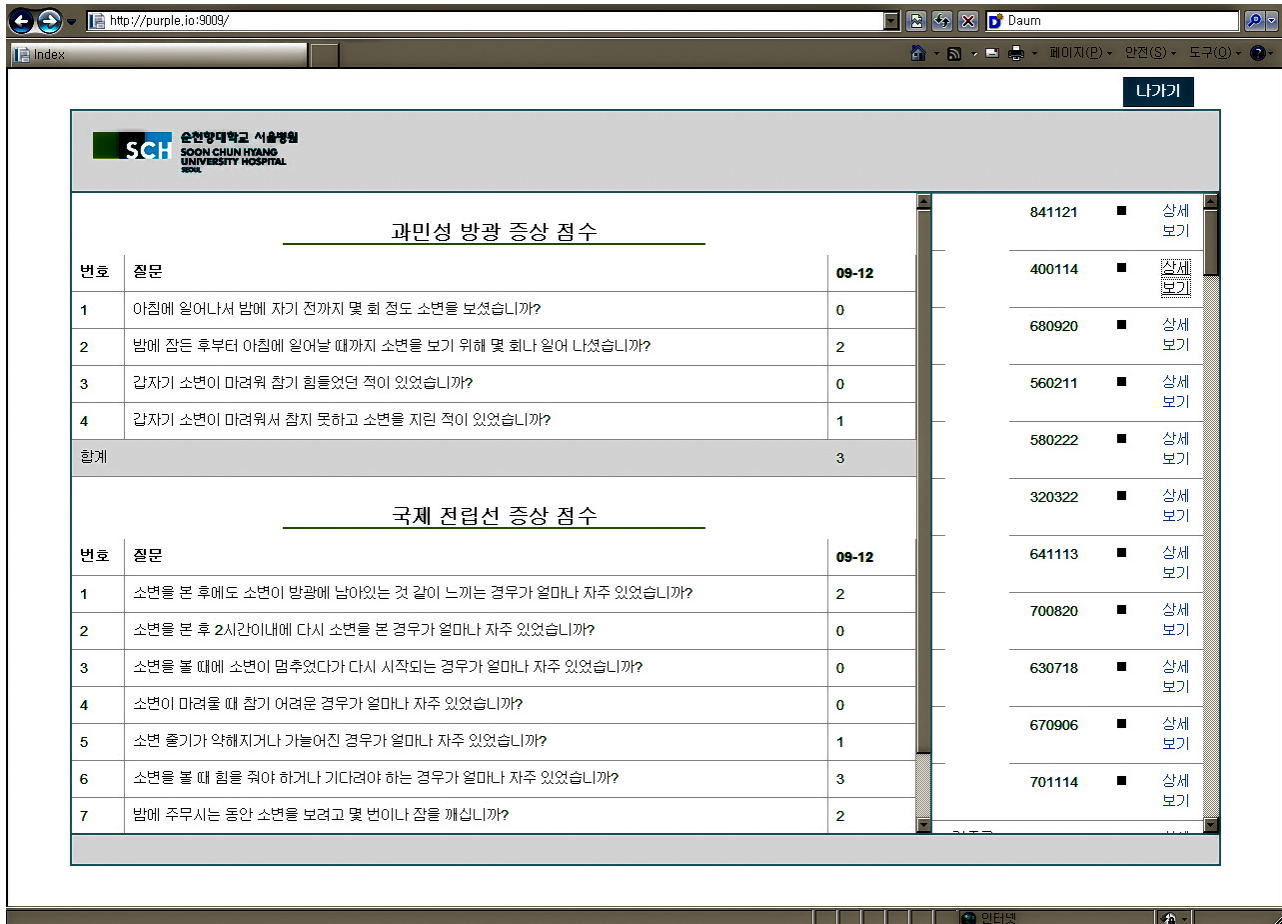 http://purple.io:9009/
Daum
Index
페이지(P)
안전(S)
도구(O)
나가기
SCH
순천향대학교 서울병원
SOON CHUN HYANG
UNIVERSITY HOSPITAL
SEOUL
과민성 방광 증상 점수
번호 질문 09-12
1 아침에 일어나서 밤에 자기 전까지 몇 회 정도 소변을 보셨습니까? 0
2 밤에 잠든 후부터 아침에 일어날 때까지 소변을 보기 위해 몇 회나 일어 나셨습니까? 2
3 갑자기 소변이 마려워 참기 힘들었던 적이 있었습니까? 0
4 갑자기 소변이 마려워서 참지 못하고 소변을 지린 적이 있었습니까? 1
합계 3
국제 전립선 증상 점수
번호 질문 09-12
1 소변을 본 후에도 소변이 방광에 남아있는 것 같이 느끼는 경우가 얼마나 자주 있었습니까? 2
2 소변을 본 후 2시간이내에 다시 소변을 본 경우가 얼마나 자주 있었습니까? 0
3 소변을 볼 때에 소변이 멈추었다가 다시 시작되는 경우가 얼마나 자주 있었습니까? 0
4 소변이 마려울 때 참기 어려운 경우가 얼마나 자주 있었습니까? 0
5 소변 줄기가 약해지거나 가늘어진 경우가 얼마나 자주 있었습니까? 1
6 소변을 볼 때 힘을 줘야 하거나 기다려야 하는 경우가 얼마나 자주 있었습니까? 3
7 밤에 주무시는 동안 소변을 보려고 몇 번이나 잠을 깨십니까? 2
841121 ■ 상세
보기
400114 ■ 상세
보기
680920 ■ 상세
보기
560211 ■ 상세
보기
580222 ■ 상세
보기
320322 ■ 상세
보기
641113 ■ 상세
보기
700820 ■ 상세
보기
630718 ■ 상세
보기
670906 ■ 상세
보기
701114 ■ 상세
보기
인터넷